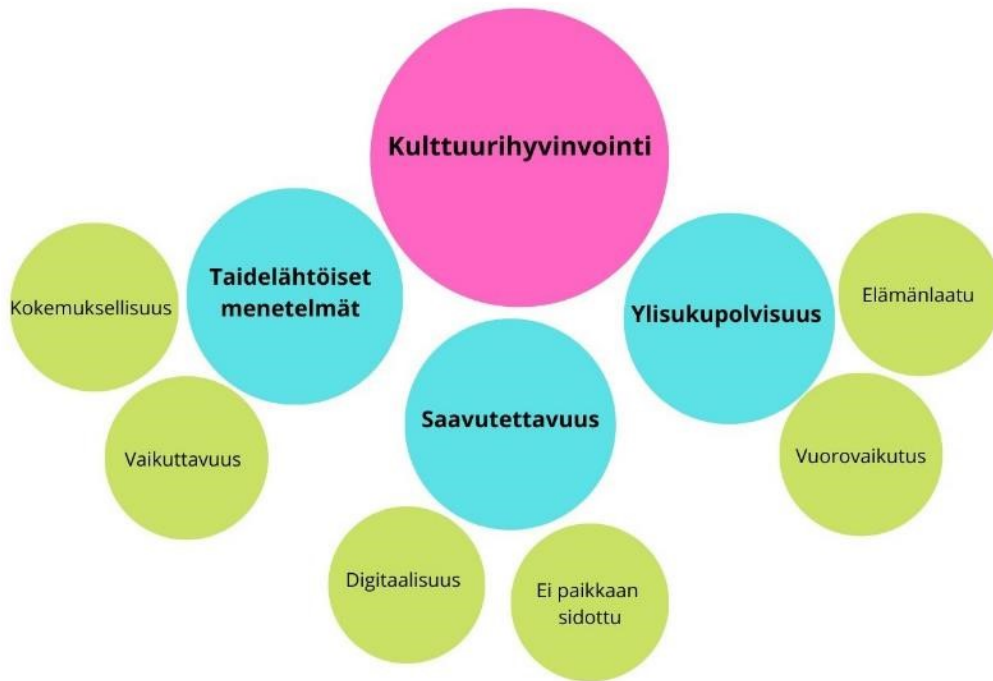 Kulttuurihyvinvointi
Taidelähtöiset
menetelmät
Kokemuksellisuus
Vaikuttavuus
Saavutettavuus
Digitaalisuus
Ei paikkaan
sidottu
Ylisukupolvisuus
Elämänlaatu
Vuorovaikutus